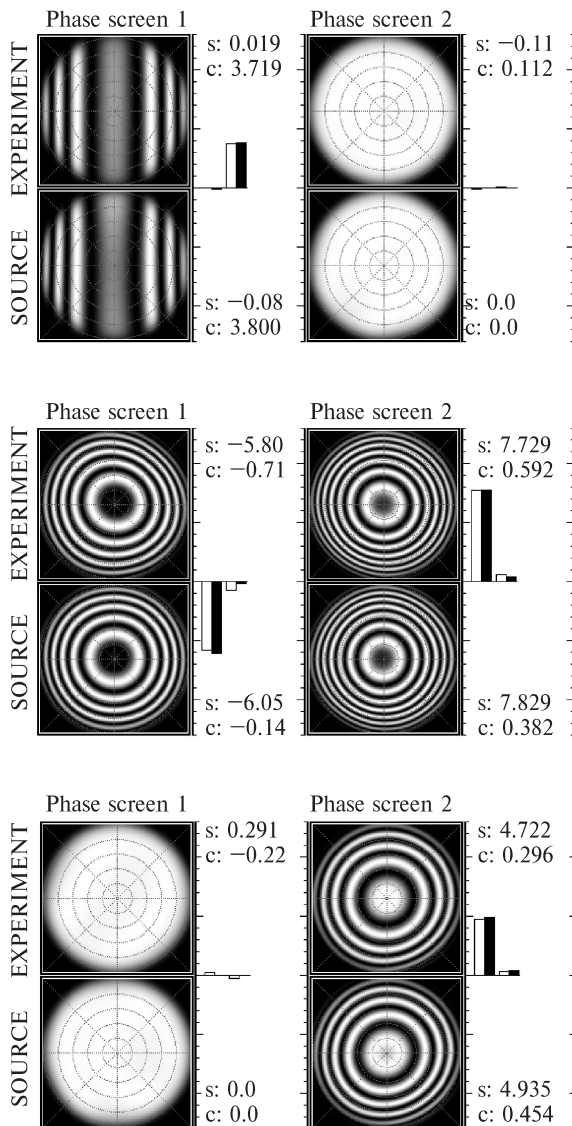 Phase screen 1
Phase screen 2
EXPERIMENT
s: 0.019
c: 3.719
s: −0.11
c: 0.112
SOURCE
s: −0.08
c: 3.800
s: 0.0
c: 0.0
Phase screen 1
Phase screen 2
EXPERIMENT
s: −5.80
c: −0.71
s: 7.729
c: 0.592
SOURCE
s: −6.05
c: −0.14
s: 7.829
c: 0.382
Phase screen 1
Phase screen 2
EXPERIMENT
s: 0.291
c: −0.22
s: 4.722
c: 0.296
SOURCE
s: 0.0
c: 0.0
s: 4.935
c: 0.454